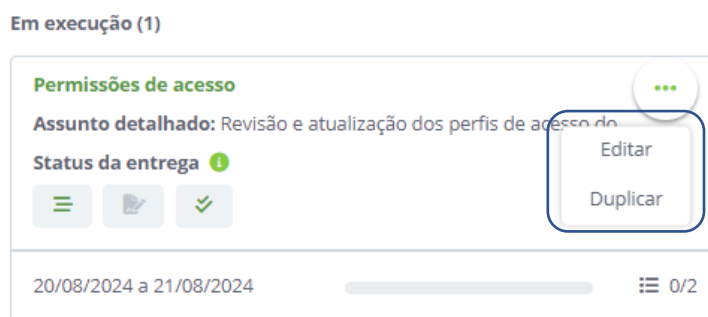 Em execução (1)
Permissões de acesso
Assunto detalhado: Revisão e atualização dos perfis de acesso do
Status da entrega
Editar
Duplicar
20/08/2024 a 21/08/2024
0/2